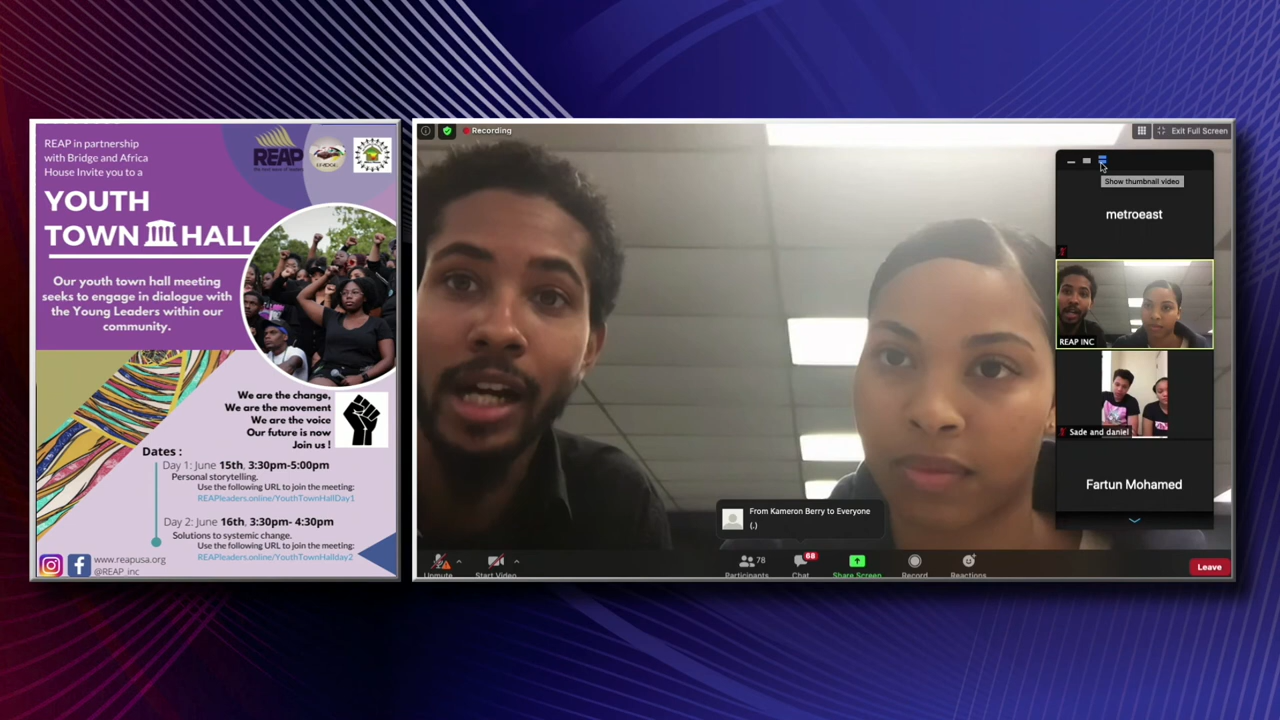 REAP in partnership
with Bridge and Africa
House Invite you to a
REAP
YOUTH
TOWN HALL
Our youth town hall meeting
seeks to engage in dialogue with
the Young Leaders within our
community.
We are the change,
We are the movement
We are the voice
Our future is now
Join us !
Dates :
Day 1: June 15th, 3:30pm-5:00pm
Personal storytelling.
Use the following URL to join the meeting:
REAPleaders.online/YouthTownHallDay1
Day 2: June 16th, 3:30pm- 4:30pm
Solutions to systemic change.
Use the following URL to join the meeting:
REAPleaders.online/YouthTownHallday2
www.reapusa.org
@REAP_inc
Recording
Exit Full Screen
Show thumbnail video
metroeast
REAP INC
Sade and daniel
Fartun Mohamed
From Kameron Berry to Everyone
(.)
Unmute
Start Video
78
Participants
68
Chat
Share Screen
Record
Reactions
Leave